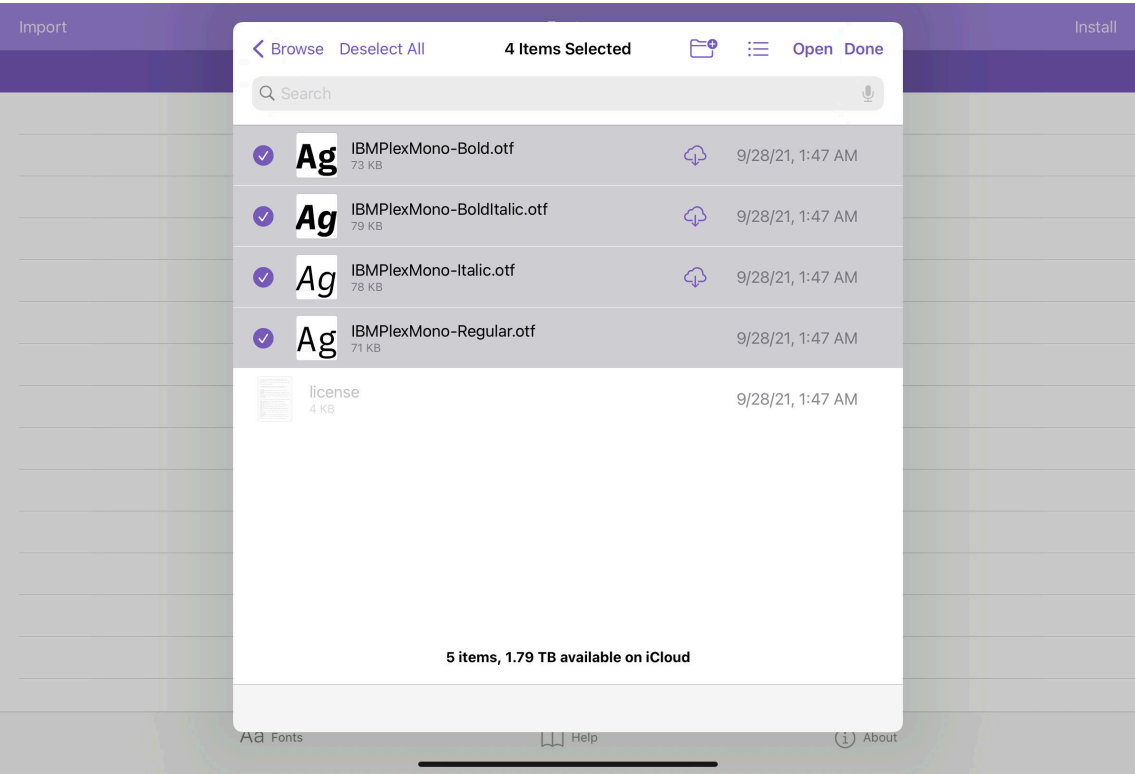 Import
Install
Browse Deselect All 4 Items Selected Open Done
Search
Ag IBMPlexMono-Bold.otf 9/28/21, 1:47 AM
73 KB
Ag IBMPlexMono-BoldItalic.otf 9/28/21, 1:47 AM
79 KB
Ag IBMPlexMono-Italic.otf 9/28/21, 1:47 AM
78 KB
Ag IBMPlexMono-Regular.otf 9/28/21, 1:47 AM
71 KB
license 9/28/21, 1:47 AM
4 KB
5 items, 1.79 TB available on iCloud
Aa Fonts Help About